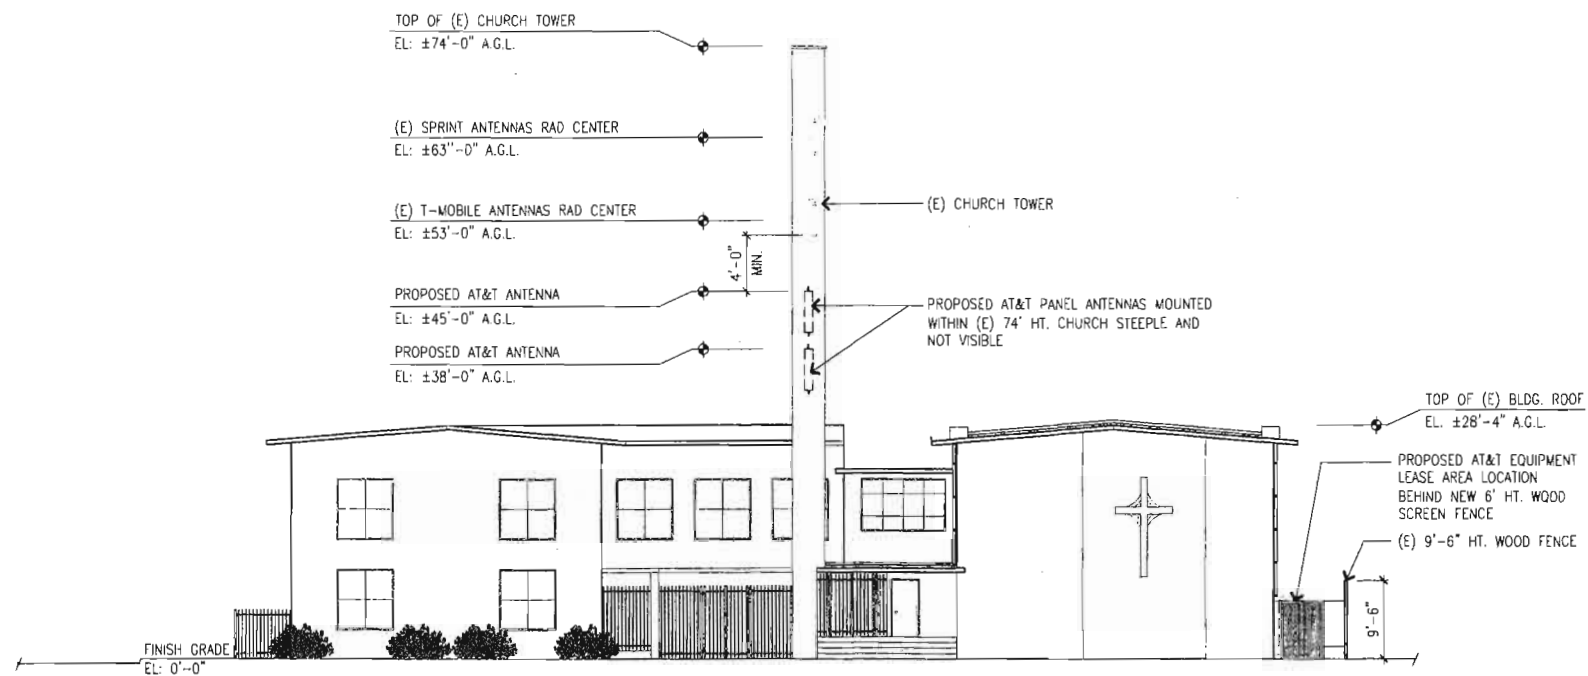 TOP OF (E) CHURCH TOWER
EL: ±74'-0" A.G.L.
(E) SPRINT ANTENNAS RAD CENTER
EL: ±63''-0" A.G.L.
(E) T-MOBILE ANTENNAS RAD CENTER
EL: ±53'-0" A.G.L.
(E) CHURCH TOWER
4'-0"
MIN.
PROPOSED AT&T ANTENNA
EL: ±45'-0" A.G.L.
PROPOSED AT&T ANTENNA
EL: ±38'-0" A.G.L.
PROPOSED AT&T PANEL ANTENNAS MOUNTED
WITHIN (E) 74' HT. CHURCH STEEPLE AND
NOT VISIBLE
TOP OF (E) BLDG. ROOF
EL. ±28'-4" A.G.L.
PROPOSED AT&T EQUIPMENT
LEASE AREA LOCATION
BEHIND NEW 6' HT. WOOD
SCREEN FENCE
(E) 9'-6" HT. WOOD FENCE
9'-6"
FINISH GRADE
EL: 0'-0"